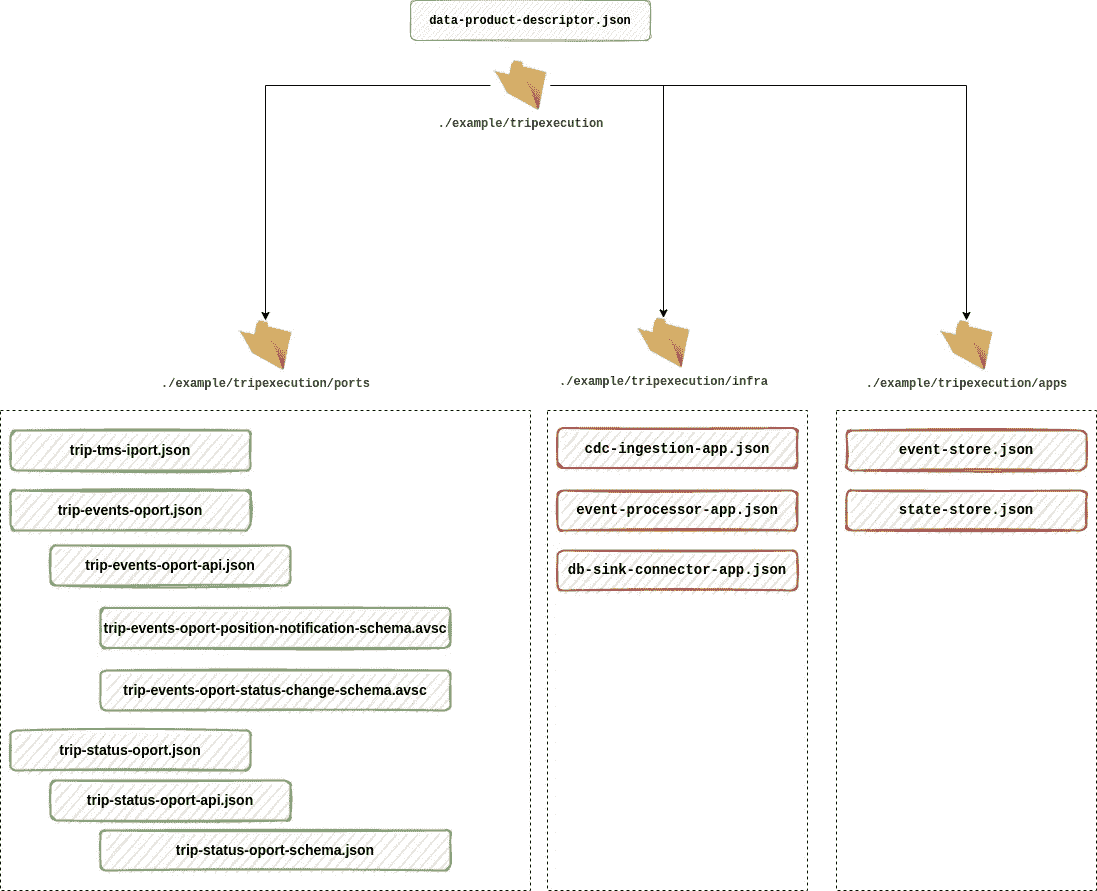 data-product-descriptor.json
./example/tripexecution
./example/tripexecution/ports
./example/tripexecution/infra
./example/tripexecution/apps
trip-tms-iport.json
trip-events-oport.json
trip-events-oport-api.json
trip-events-oport-position-notification-schema.avsc
trip-events-oport-status-change-schema.avsc
trip-status-oport.json
trip-status-oport-api.json
trip-status-oport-schema.json
cdc-ingestion-app.json
event-processor-app.json
db-sink-connector-app.json
event-store.json
state-store.json